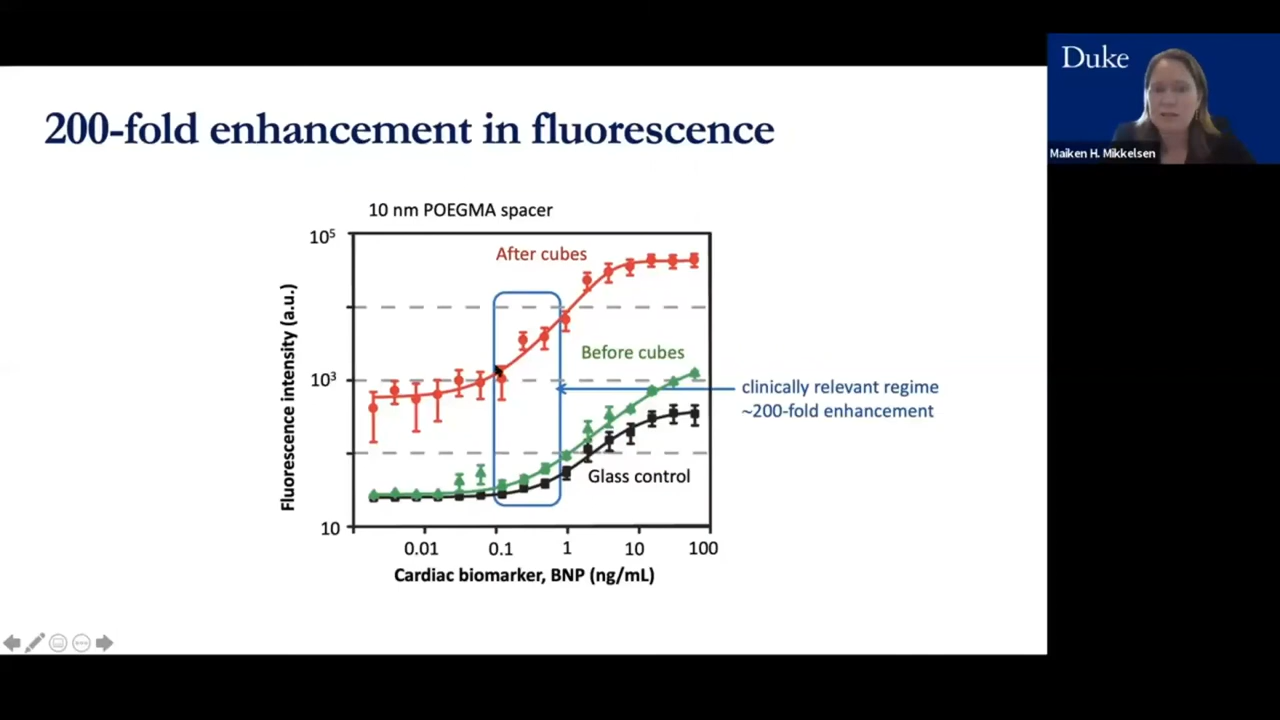 200-fold enhancement in fluorescence
Duke
Maiken H. Mikkelsen
10 nm POEGMA spacer
10⁵
After cubes
Before cubes
10³
clinically relevant regime
~200-fold enhancement
Glass control
10
Fluorescence intensity (a.u.)
0.01 0.1 1 10 100
Cardiac biomarker, BNP (ng/mL)